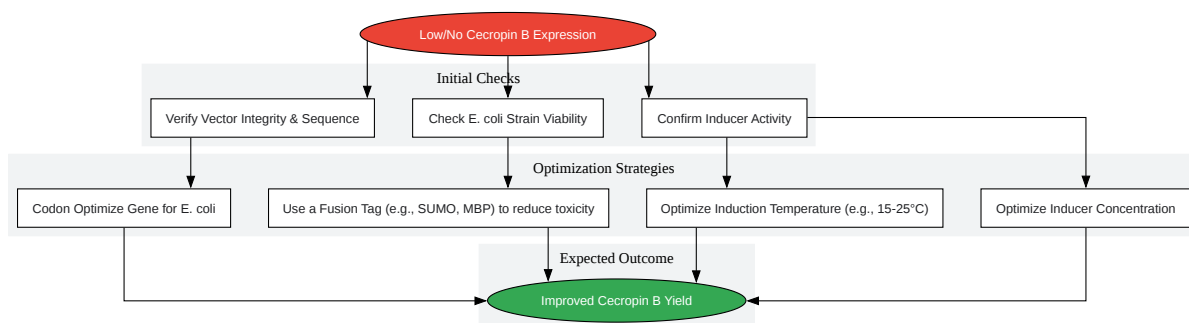 Low/No Cecropin B Expression
Initial Checks
Verify Vector Integrity & Sequence
Check E. coli Strain Viability
Confirm Inducer Activity
Optimization Strategies
Codon Optimize Gene for E. coli
Use a Fusion Tag (e.g., SUMO, MBP) to reduce toxicity
Optimize Induction Temperature (e.g., 15-25°C)
Optimize Inducer Concentration
Expected Outcome
Improved Cecropin B Yield